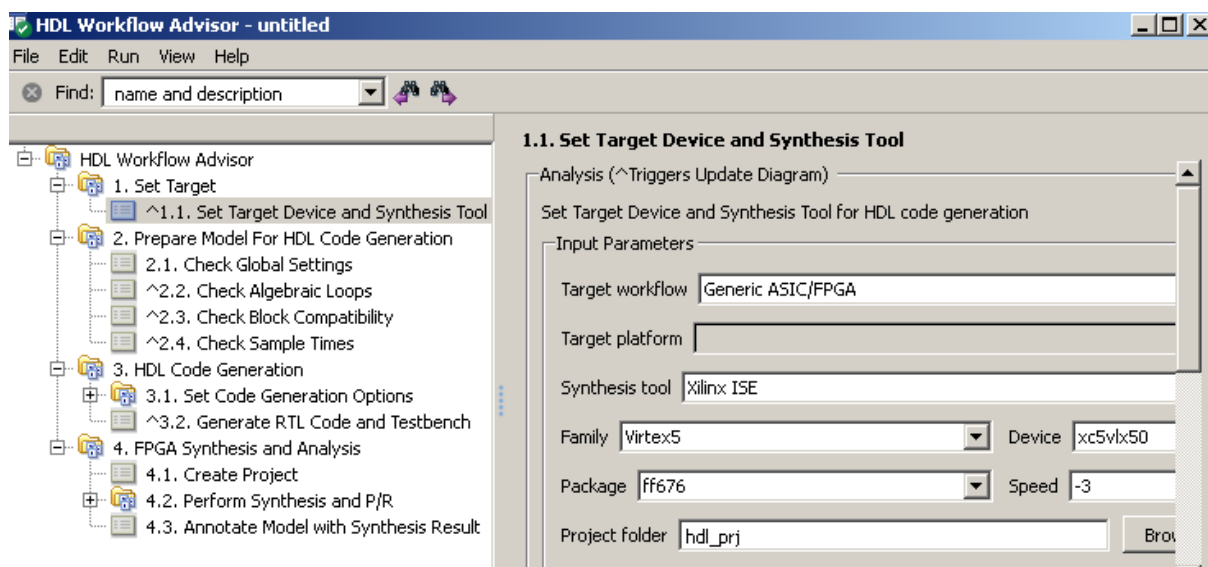 HDL Workflow Advisor - untitled
File Edit Run View Help
Find: name and description
HDL Workflow Advisor
1. Set Target
^1.1. Set Target Device and Synthesis Tool
2. Prepare Model For HDL Code Generation
2.1. Check Global Settings
^2.2. Check Algebraic Loops
^2.3. Check Block Compatibility
^2.4. Check Sample Times
3. HDL Code Generation
3.1. Set Code Generation Options
^3.2. Generate RTL Code and Testbench
4. FPGA Synthesis and Analysis
4.1. Create Project
4.2. Perform Synthesis and P/R
4.3. Annotate Model with Synthesis Result
1.1. Set Target Device and Synthesis Tool
Analysis (^Triggers Update Diagram)
Set Target Device and Synthesis Tool for HDL code generation
Input Parameters
Target workflow Generic ASIC/FPGA
Target platform
Synthesis tool Xilinx ISE
Family Virtex5 Device xc5vlx50
Package ff676 Speed -3
Project folder hdl_prj